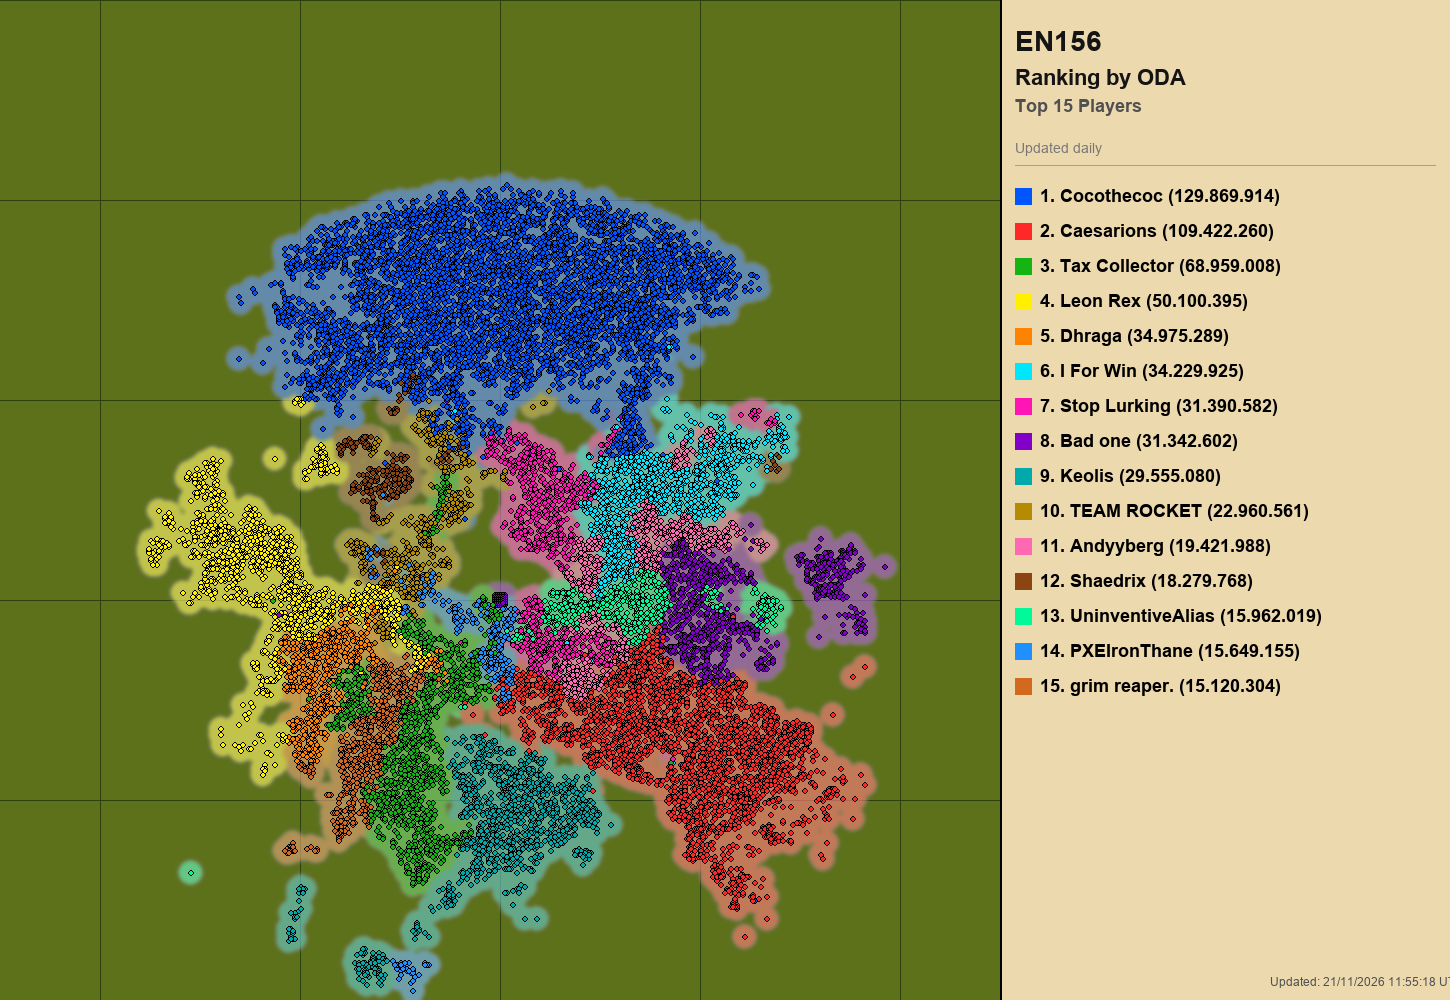 EN156
Ranking by ODA
Top 15 Players
Updated daily
1. Cocothecoc (129.869.914)
2. Caesarions (109.422.260)
3. Tax Collector (68.959.008)
4. Leon Rex (50.100.395)
5. Dhraga (34.975.289)
6. I For Win (34.229.925)
7. Stop Lurking (31.390.582)
8. Bad one (31.342.602)
9. Keolis (29.555.080)
10. TEAM ROCKET (22.960.561)
11. Andyyberg (19.421.988)
12. Shaedrix (18.279.768)
13. UninventiveAlias (15.962.019)
14. PXEIronThane (15.649.155)
15. grim reaper. (15.120.304)
Updated: 21/11/2026 11:55:18